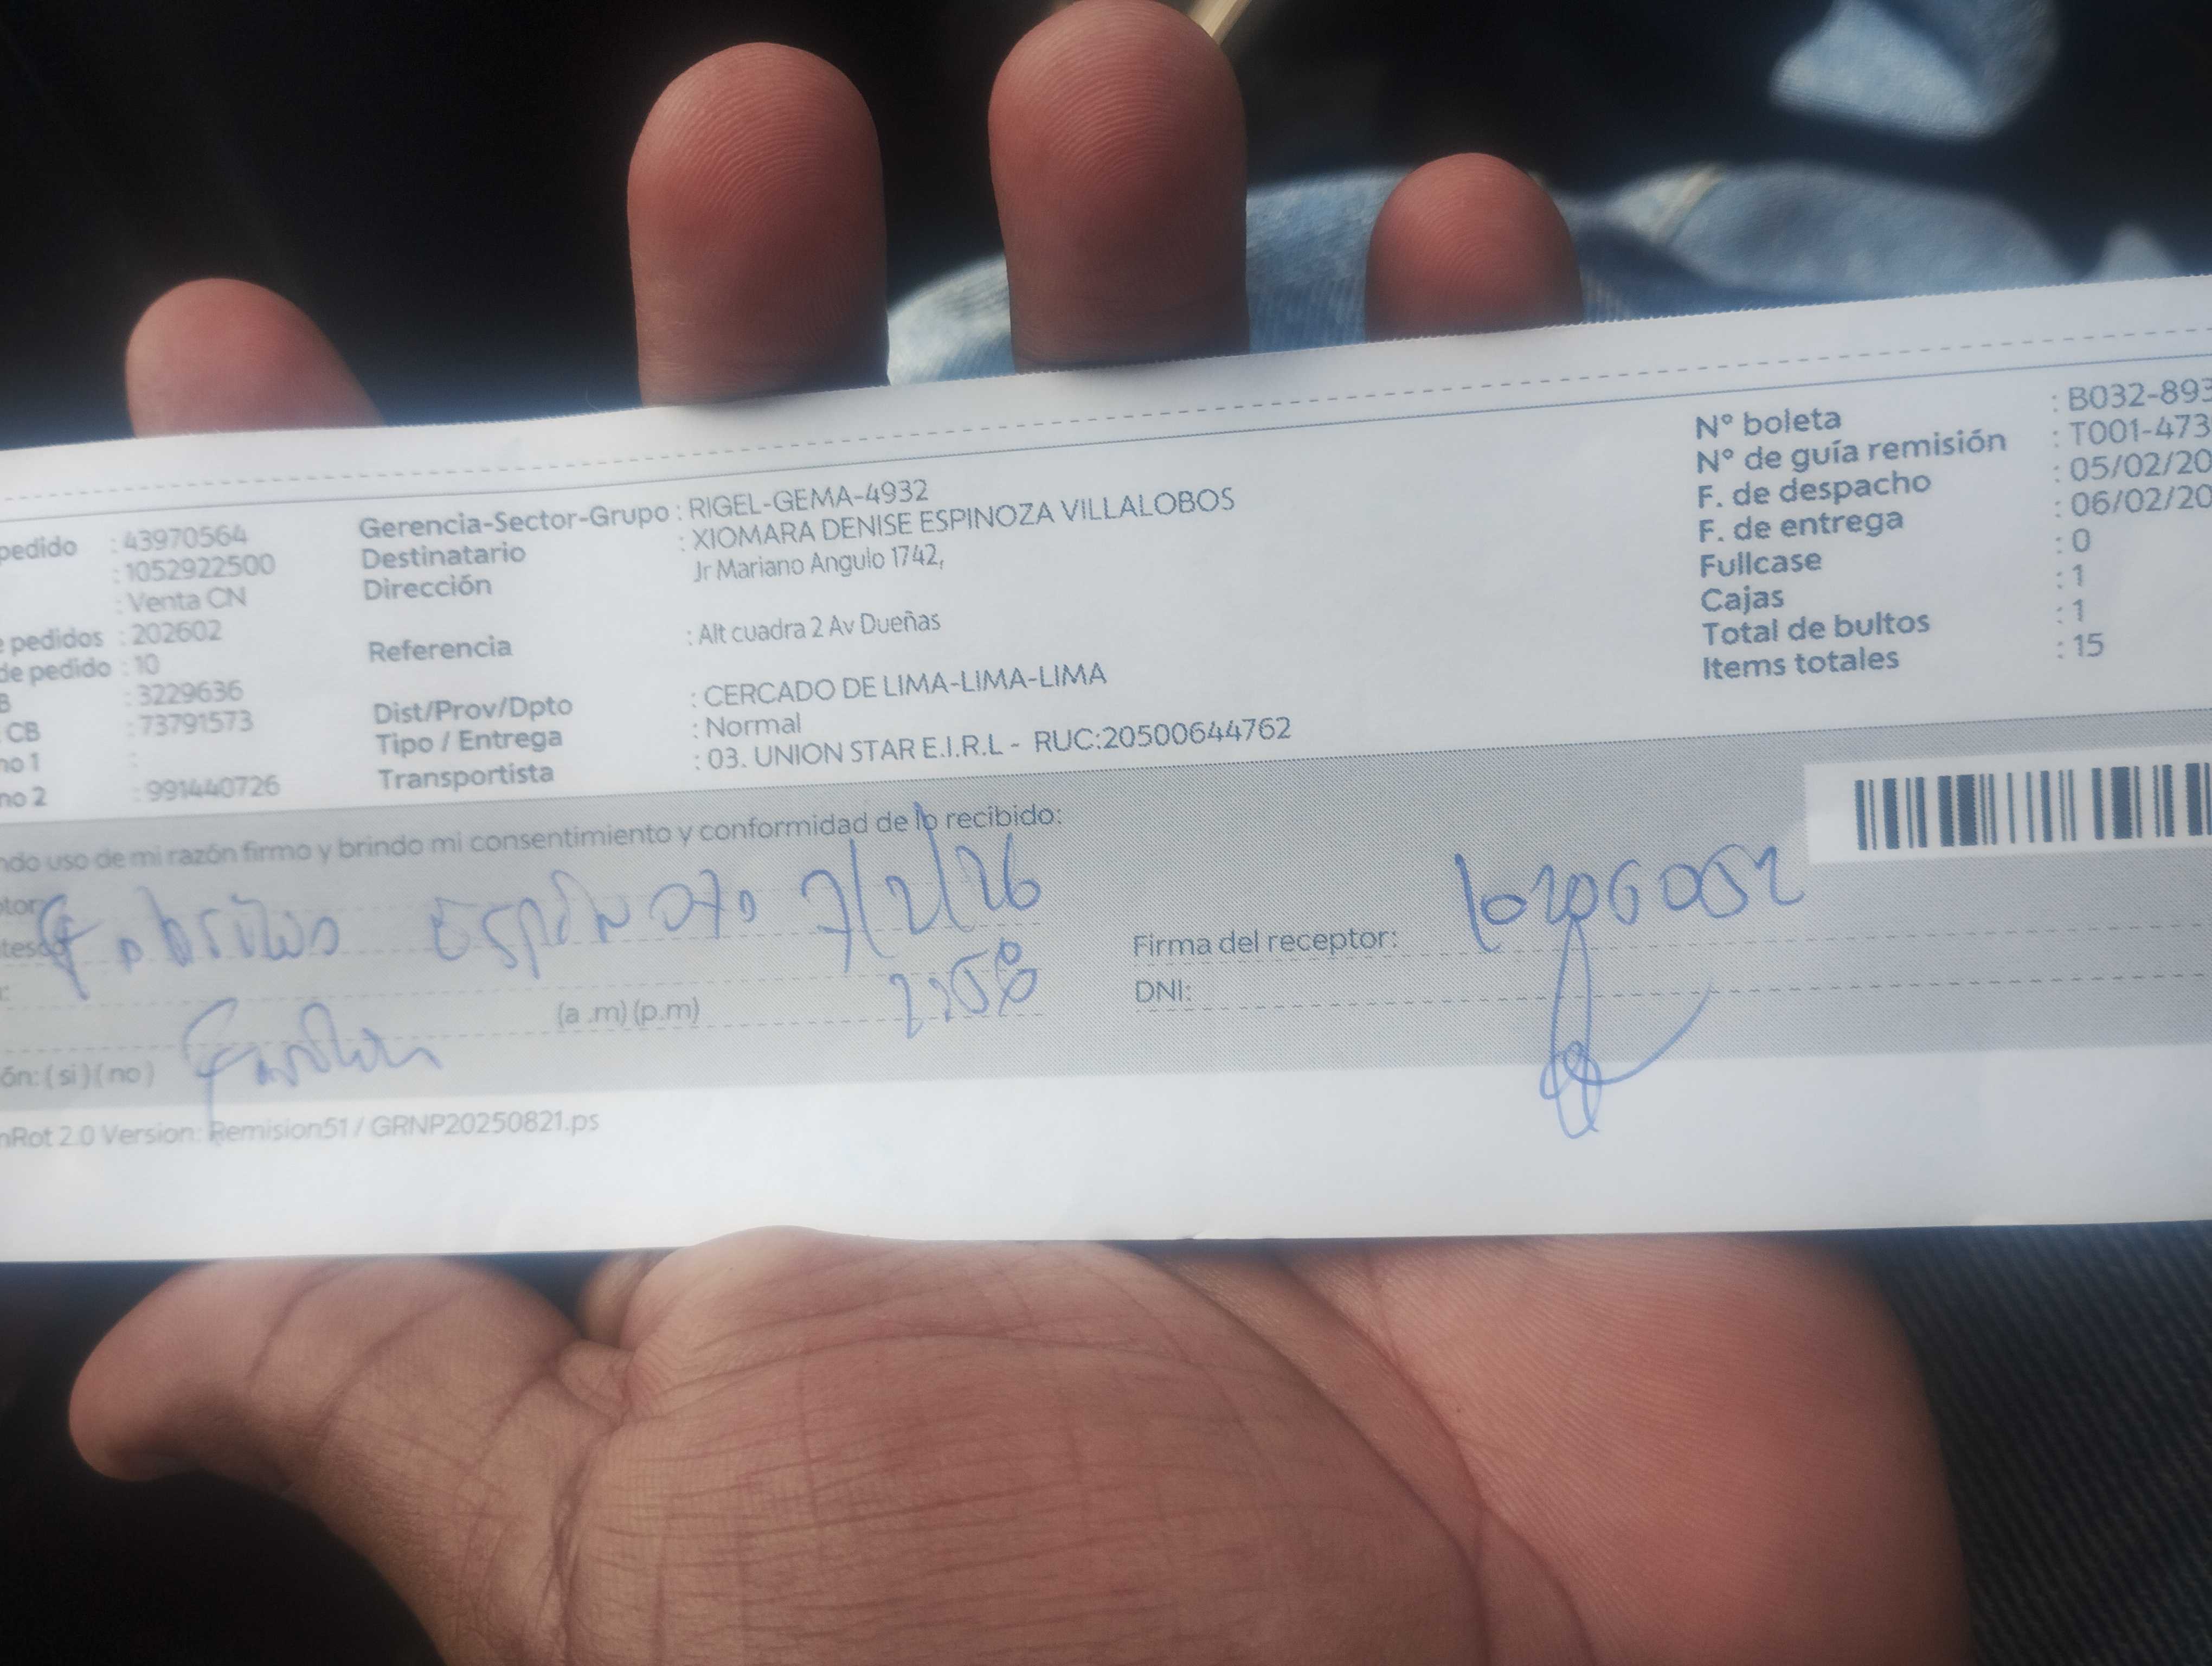 pedido : 43970564
: 1052922500
: Venta CN
pedidos : 202602
de pedido : 10
B : 3229636
CB : 73791573
no 1 :
no 2 : 991440726
Gerencia-Sector-Grupo : RIGEL-GEMA-4932
Destinatario : XIOMARA DENISE ESPINOZA VILLALOBOS
Dirección Jr Mariano Angulo 1742,
Referencia : Alt cuadra 2 Av Dueñas
Dist/Prov/Dpto : CERCADO DE LIMA-LIMA-LIMA
Tipo / Entrega : Normal
Transportista : 03. UNION STAR E.I.R.L - RUC:20500644762
N° boleta : B032-893
N° de guía remisión : T001-473
F. de despacho : 05/02/20
F. de entrega : 06/02/20
Fullcase : 0
Cajas : 1
Total de bultos : 1
Items totales : 15
ndo uso de mi razón firmo y brindo mi consentimiento y conformidad de lo recibido:
7/2/26
(a .m) (p.m) 2:58
Firma del receptor:
DNI:
ón: ( si ) ( no )
nRot 2.0 Version: Remision51 / GRNP20250821.ps